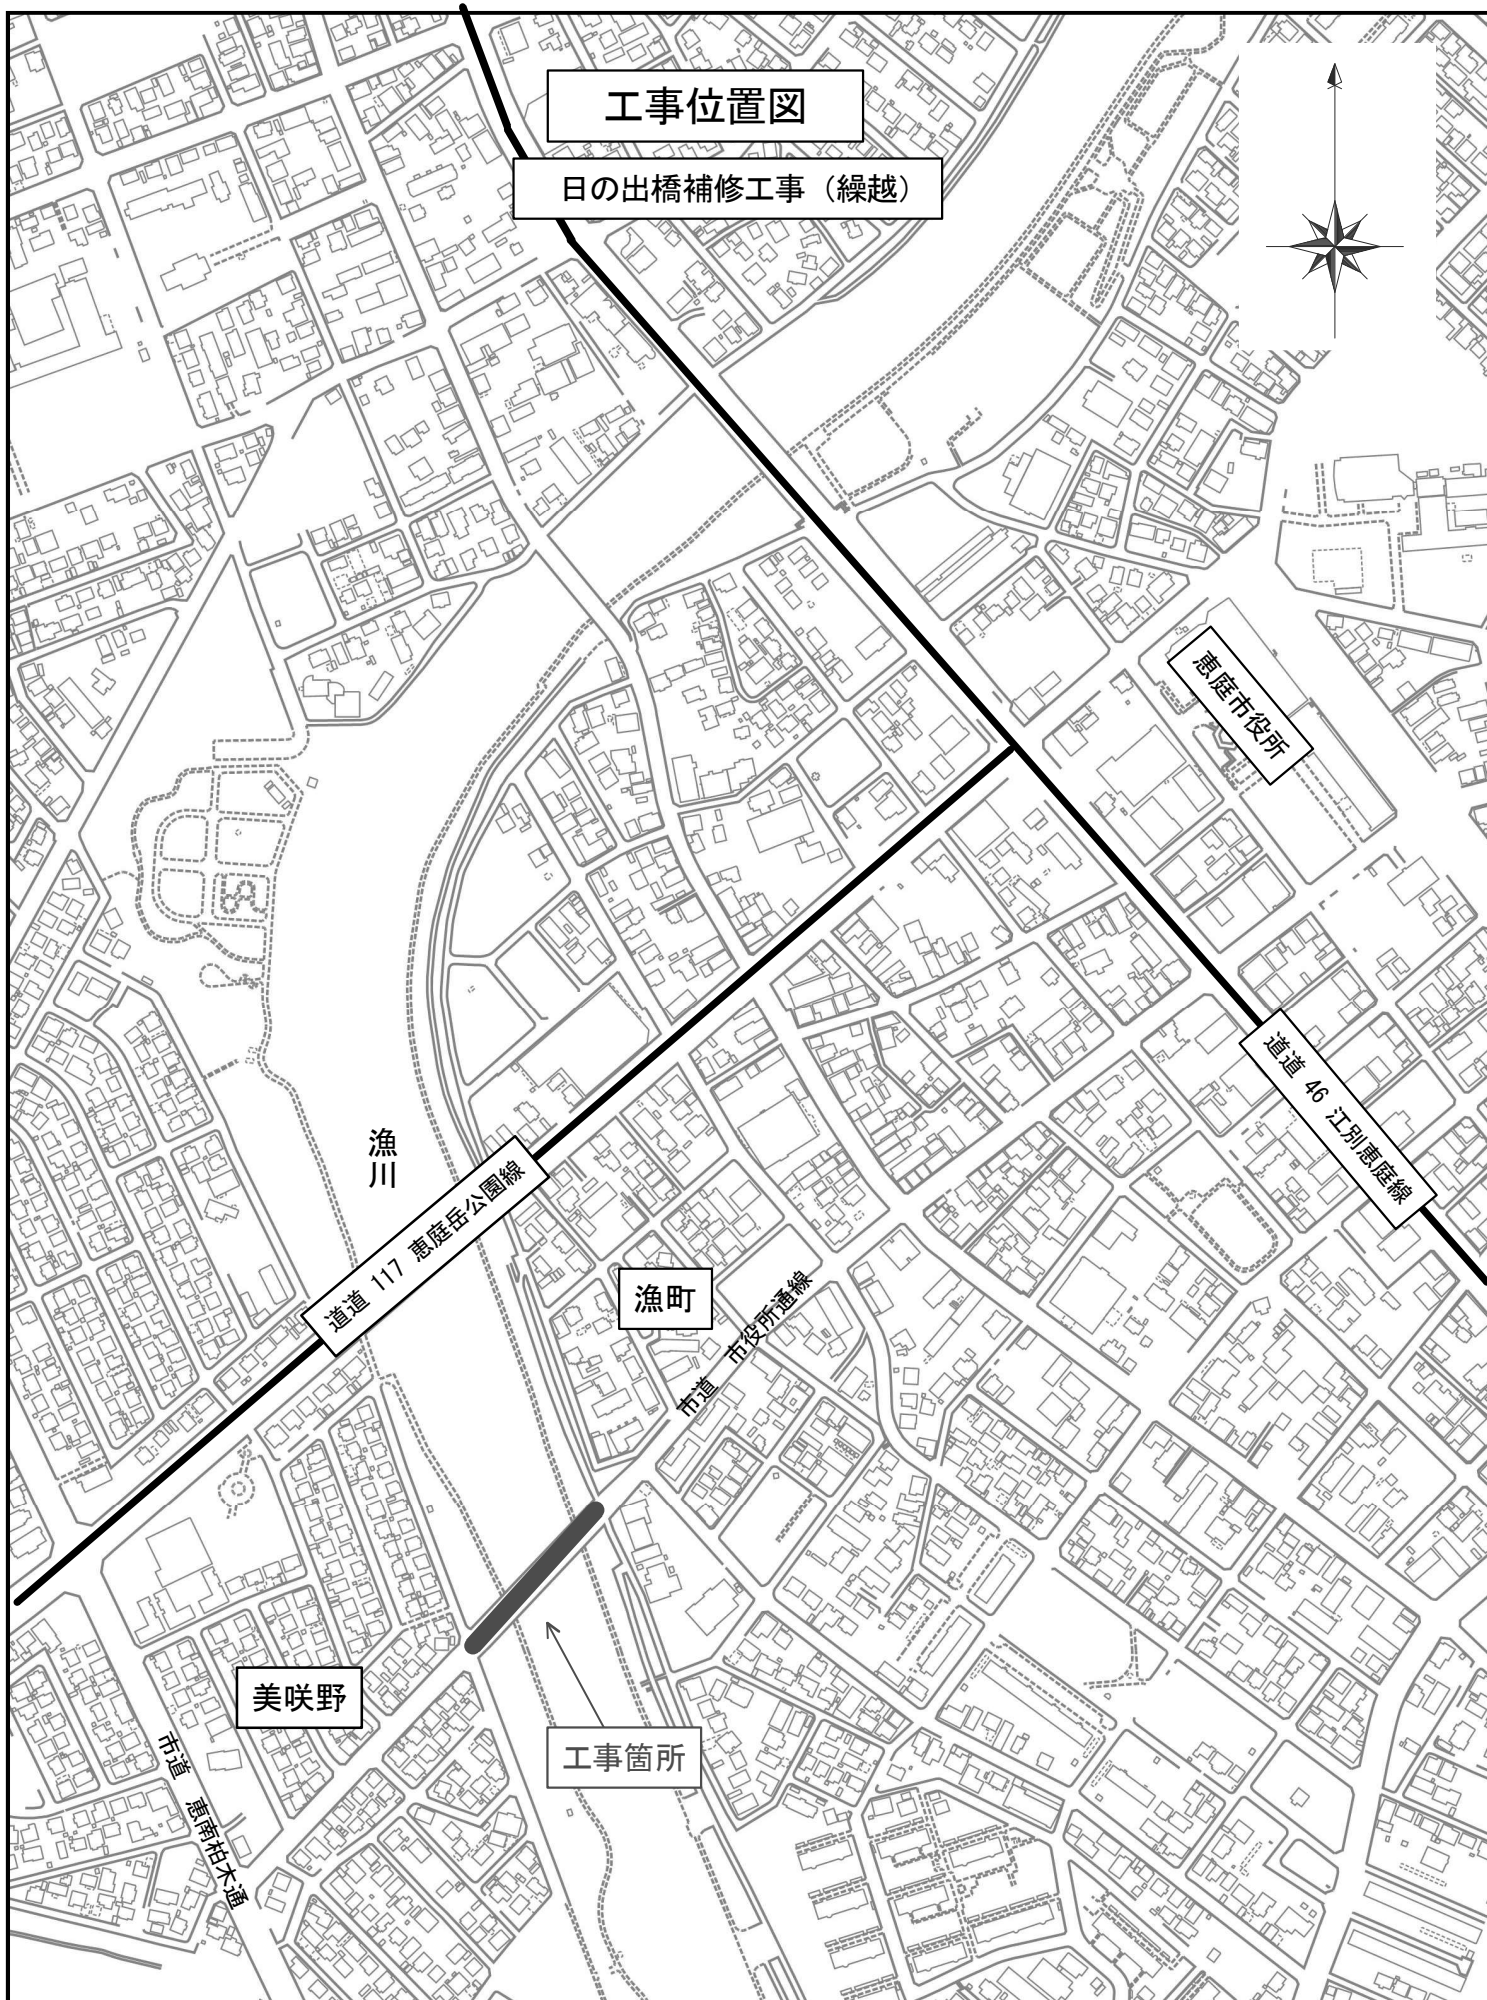 工事位置図
日の出橋補修工事（繰越）
恵庭市役所
道道 46 江別恵庭線
漁川
道道 117 恵庭岳公園線
漁町
市道 市役所通線
美咲野
工事箇所
市道 恵南柏木通